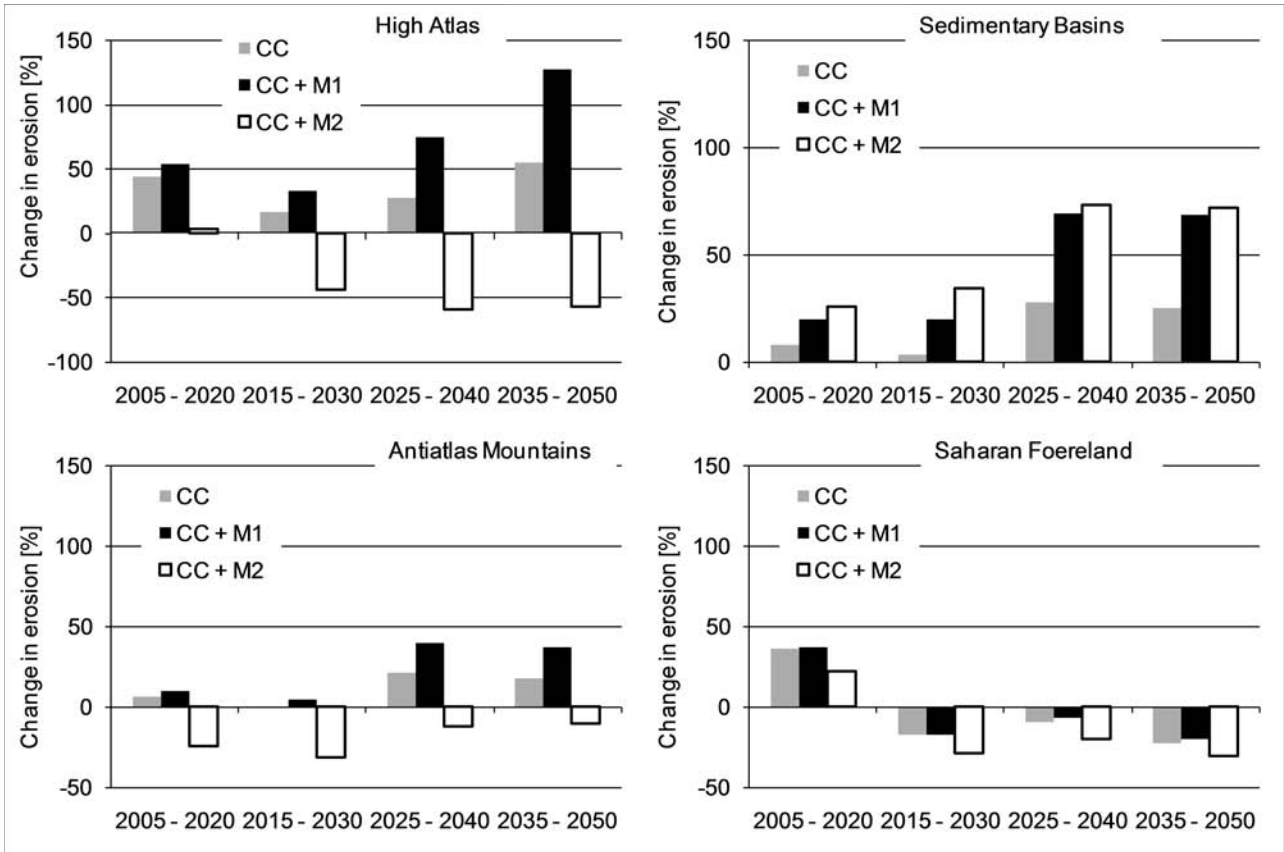 High Atlas
Change in erosion [%]
150
100
50
0
-50
-100
CC
CC + M1
CC + M2
2005 - 2020 2015 - 2030 2025 - 2040 2035 - 2050
Sedimentary Basins
Change in erosion [%]
150
100
50
0
CC
CC + M1
CC + M2
2005 - 2020 2015 - 2030 2025 - 2040 2035 - 2050
Antiatlas Mountains
Change in erosion [%]
150
100
50
0
-50
CC
CC + M1
CC + M2
2005 - 2020 2015 - 2030 2025 - 2040 2035 - 2050
Saharan Foereland
Change in erosion [%]
150
100
50
0
-50
CC
CC + M1
CC + M2
2005 - 2020 2015 - 2030 2025 - 2040 2035 - 2050